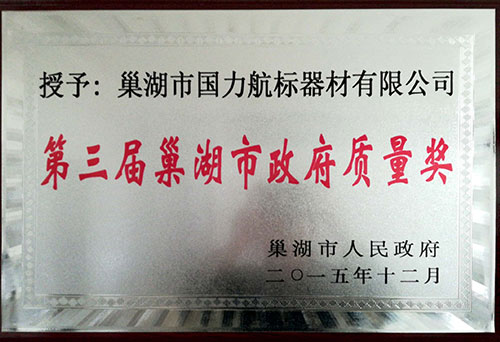 授予：巢湖市国力航标器材有限公司
第三届巢湖市政府质量奖
巢湖市人民政府
二〇一五年十二月